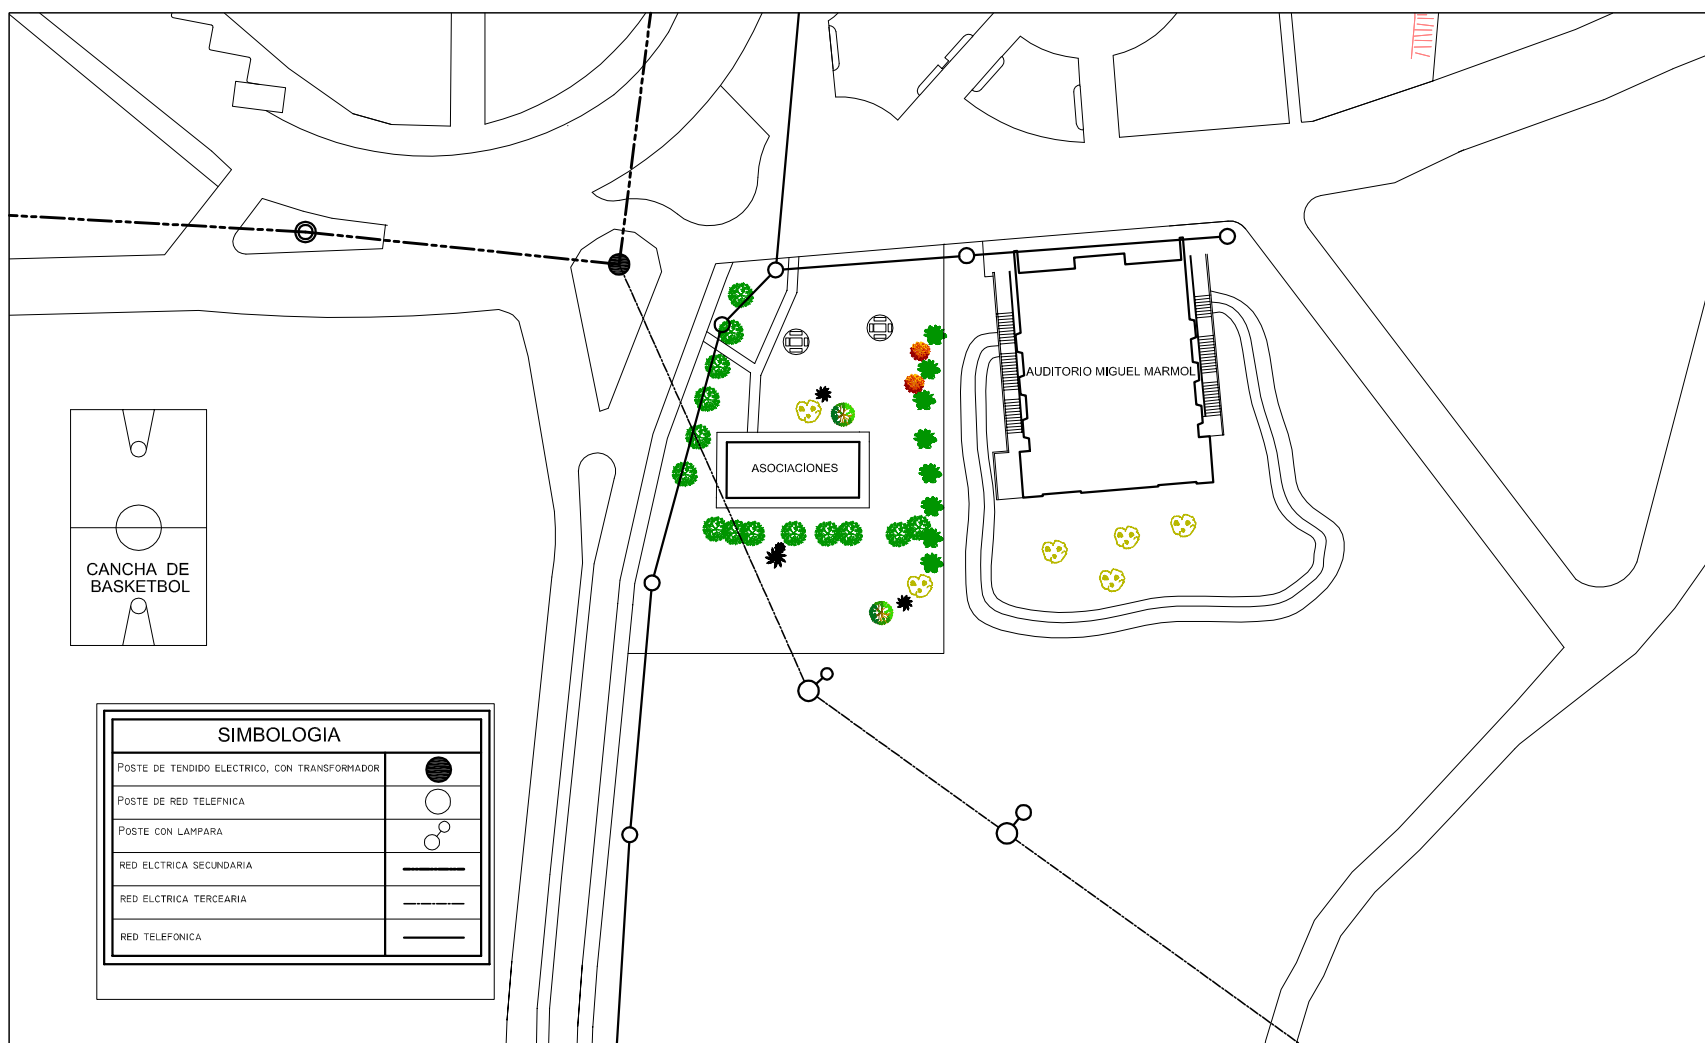 AUDITORIO MIGUEL MARMOL
ASOCIACIONES
CANCHA DE
BASKETBOL
SIMBOLOGIA
POSTE DE TENDIDO ELECTRICO, CON TRANSFORMADOR
POSTE DE RED TELEFNICA
POSTE CON LAMPARA
RED ELCTRICA SECUNDARIA
RED ELCTRICA TERCEARIA
RED TELEFONICA